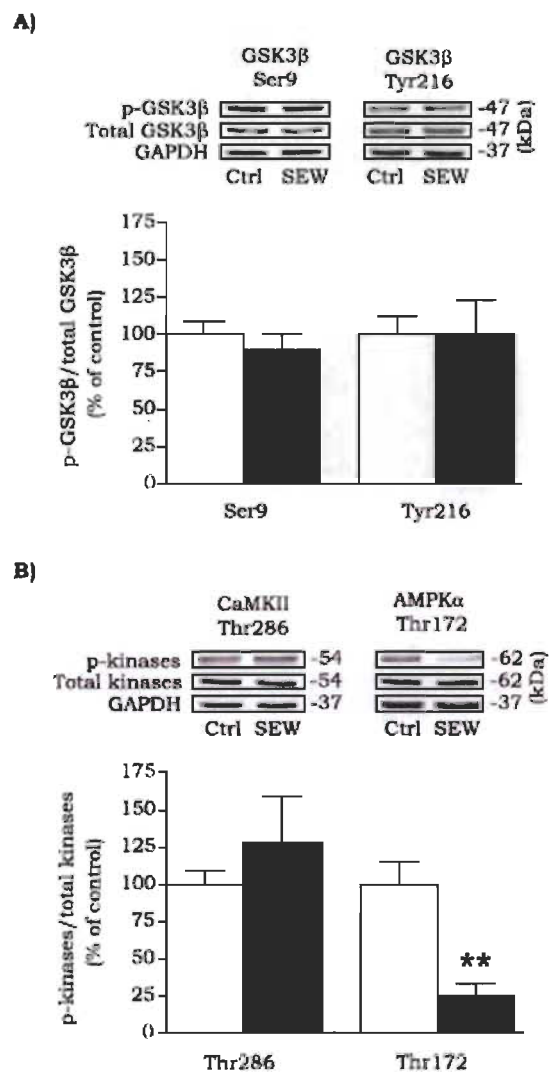 A)
GSK3β GSK3β
Ser9 Tyr216
p-GSK3β -47
Total GSK3β -47
GAPDH -37
(kDa)
Ctrl SEW Ctrl SEW
p-GSK3β/total GSK3β
(% of control)
175
150
125
100
75
50
25
0
Ser9 Tyr216
B)
CaMKII AMPKα
Thr286 Thr172
p-kinases -54 -62
Total kinases -54 -62
GAPDH -37 -37
(kDa)
Ctrl SEW Ctrl SEW
p-kinases/total kinases
(% of control)
175
150
125
100
75
50
25
0
**
Thr286 Thr172